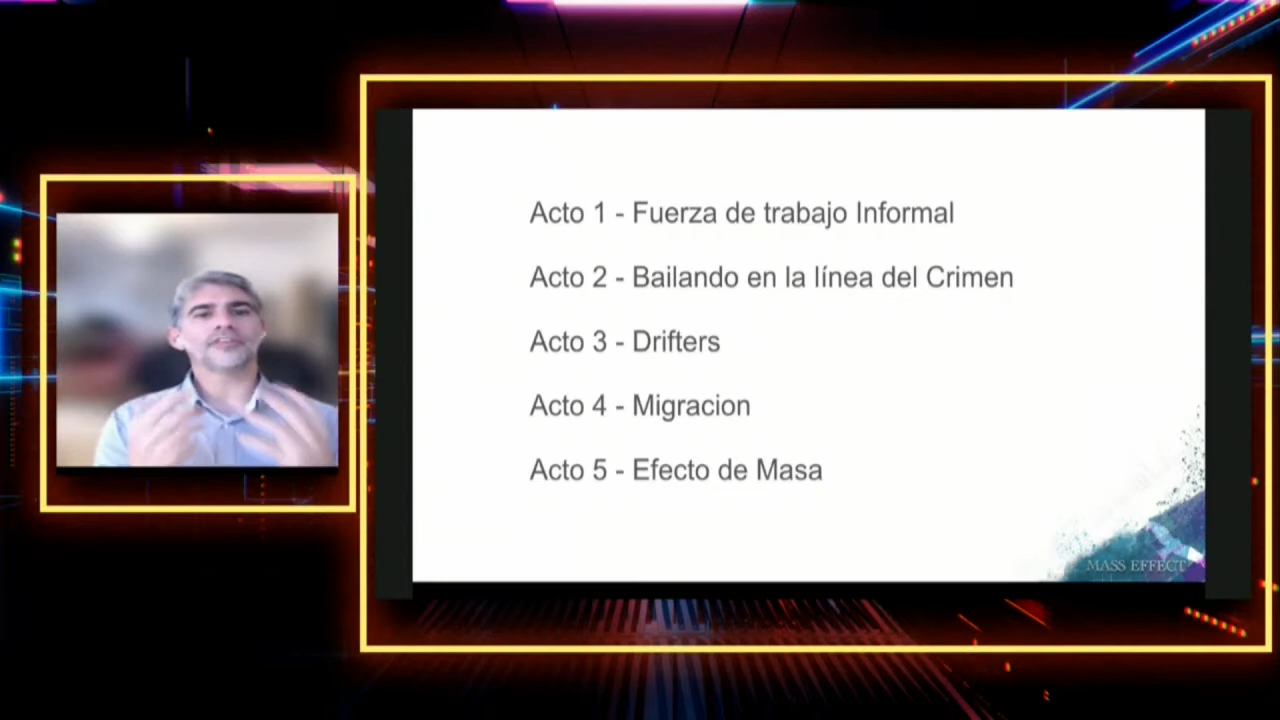 Acto 1 - Fuerza de trabajo Informal
Acto 2 - Bailando en la línea del Crimen
Acto 3 - Drifters
Acto 4 - Migracion
Acto 5 - Efecto de Masa
MASS EFFECT